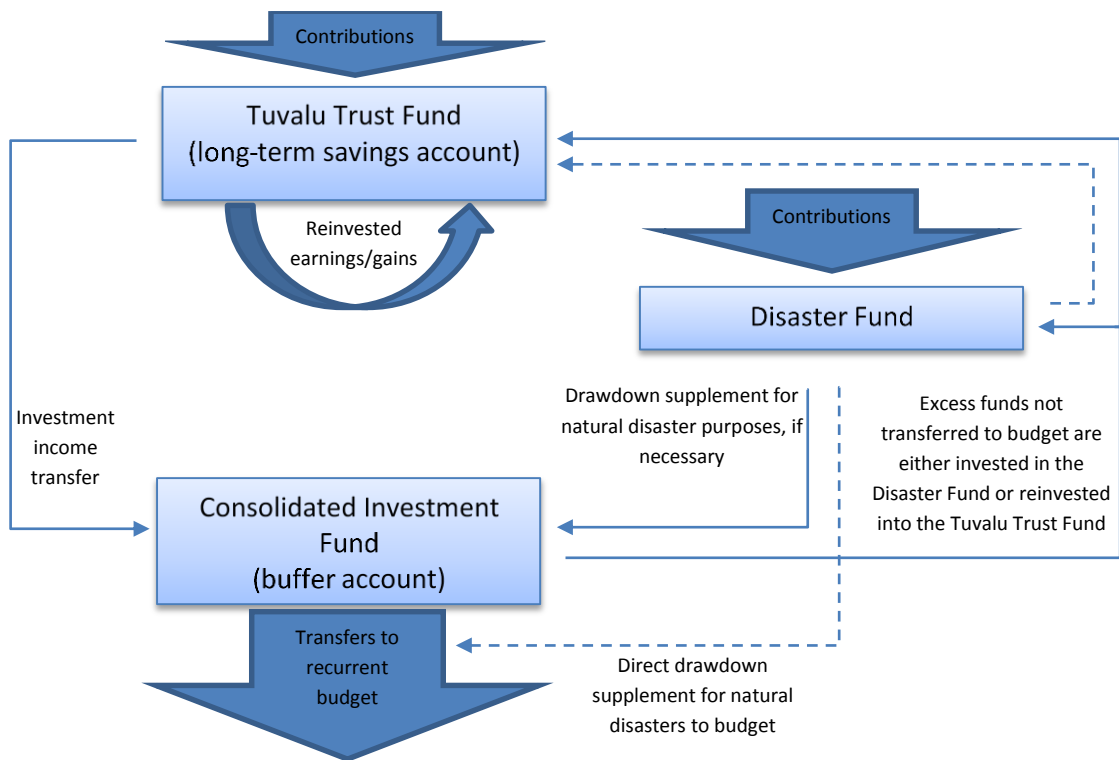 Contributions
Tuvalu Trust Fund
(long-term savings account)
Reinvested
earnings/gains
Contributions
Disaster Fund
Investment
income
transfer
Drawdown supplement for
natural disaster purposes, if
necessary
Excess funds not
transferred to budget are
either invested in the
Disaster Fund or reinvested
into the Tuvalu Trust Fund
Consolidated Investment
Fund
(buffer account)
Transfers to
recurrent
budget
Direct drawdown
supplement for natural
disasters to budget